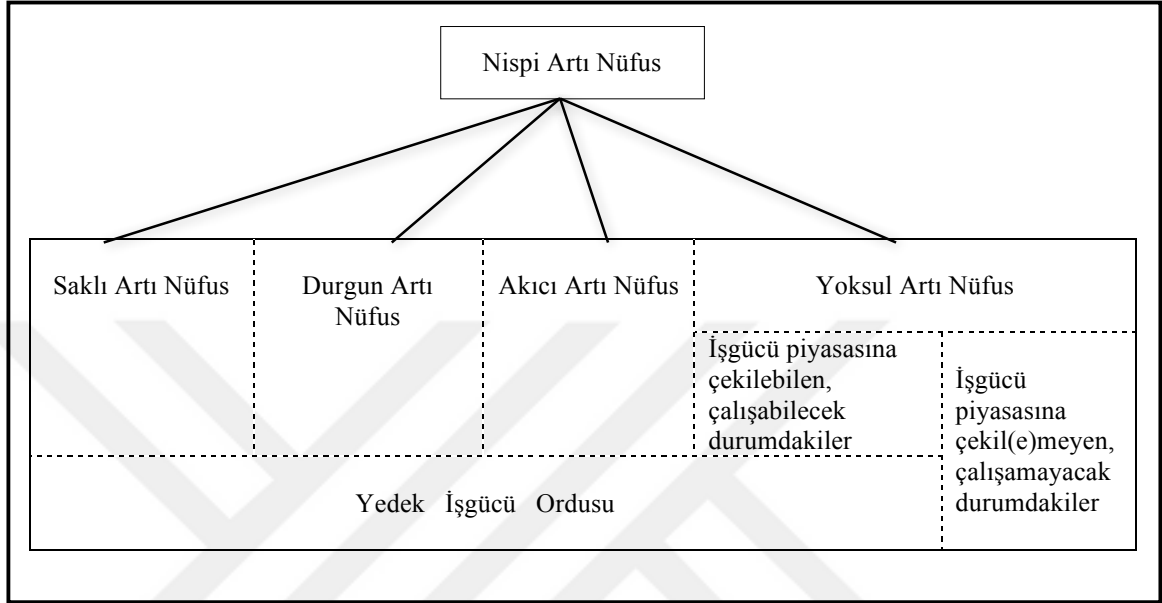 Nispi Artı Nüfus
Saklı Artı Nüfus
Durgun Artı
Nüfus
Akıcı Artı Nüfus
Yoksul Artı Nüfus
İşgücü piyasasına
çekilebilen,
çalışabilecek
durumdakiler
İşgücü
piyasasına
çekil(e)meyen,
çalışamayacak
durumdakiler
Yedek İşgücü Ordusu